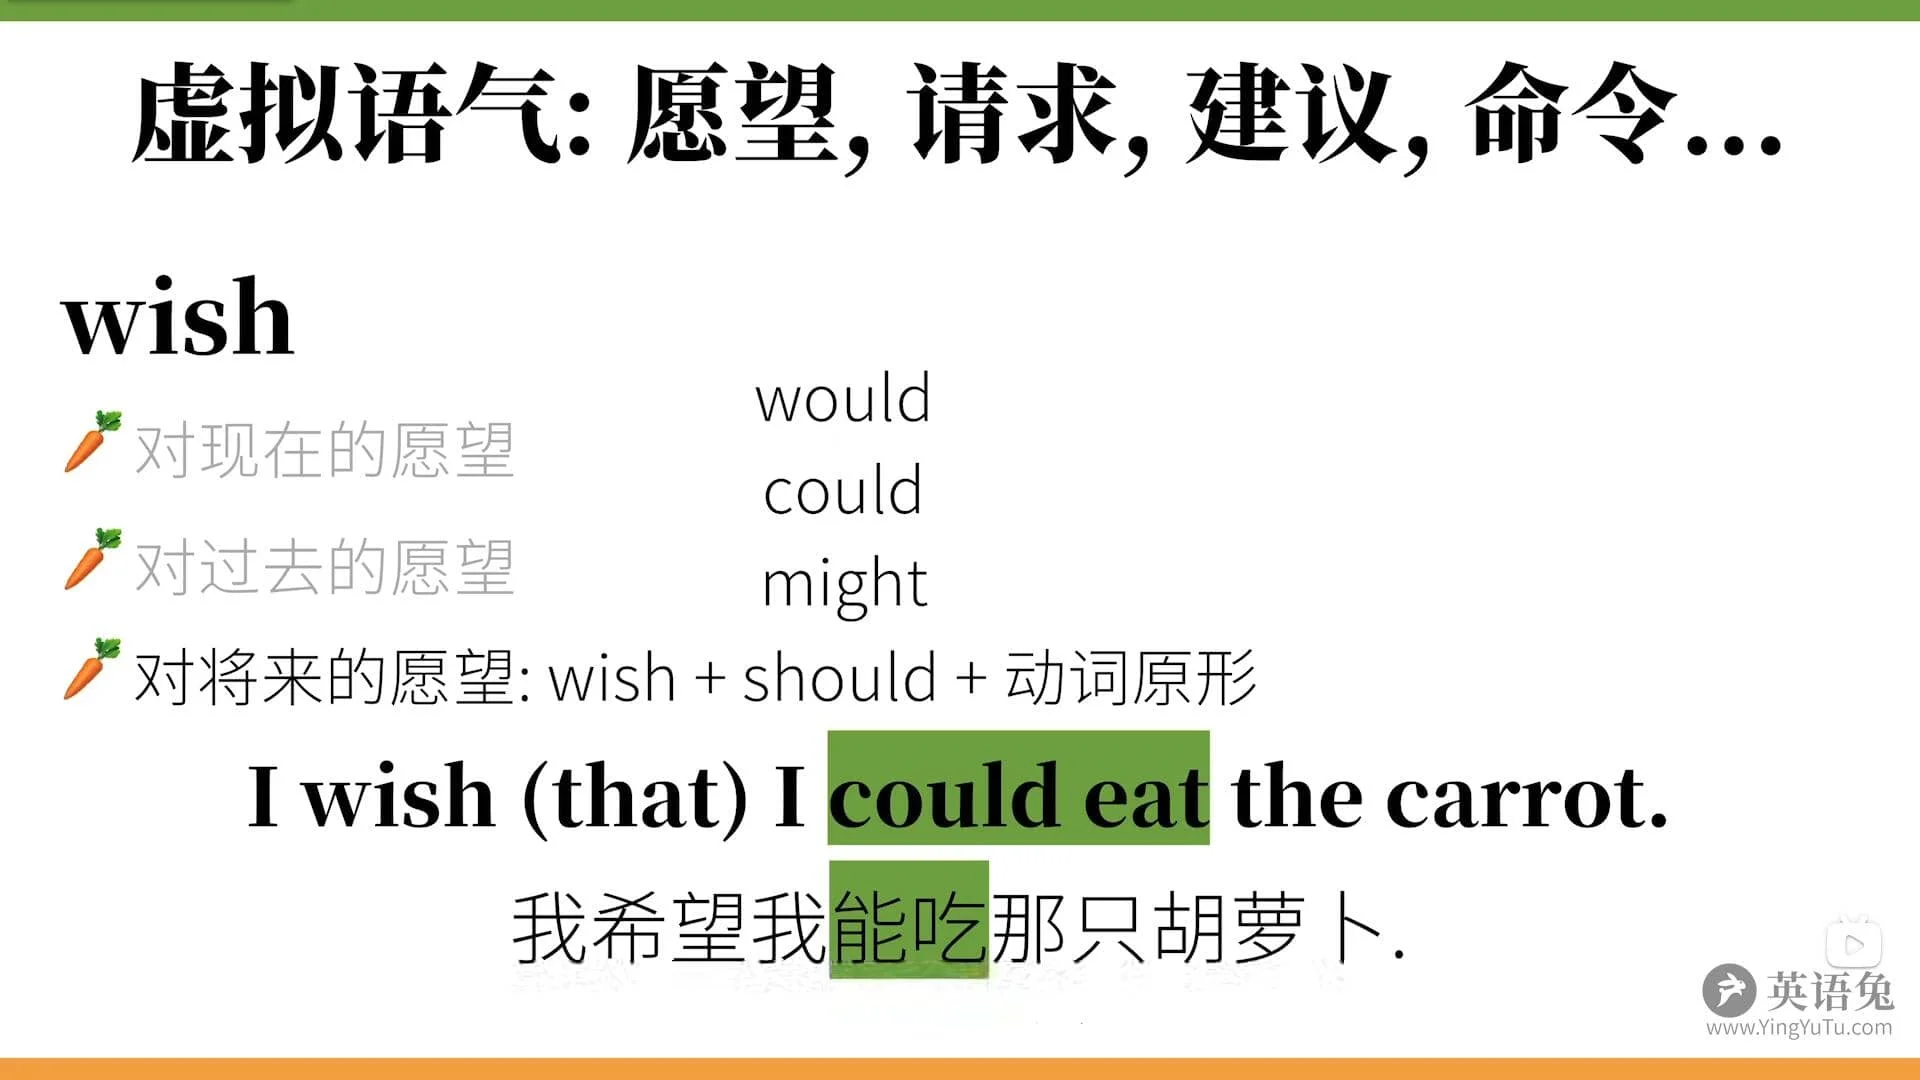 虚拟语气: 愿望, 请求, 建议, 命令...
wish
would
对现在的愿望
could
对过去的愿望
might
对将来的愿望: wish + should + 动词原形
I wish (that) I could eat the carrot.
我希望我能吃那只胡萝卜.
英语兔
www.YingYuTu.com